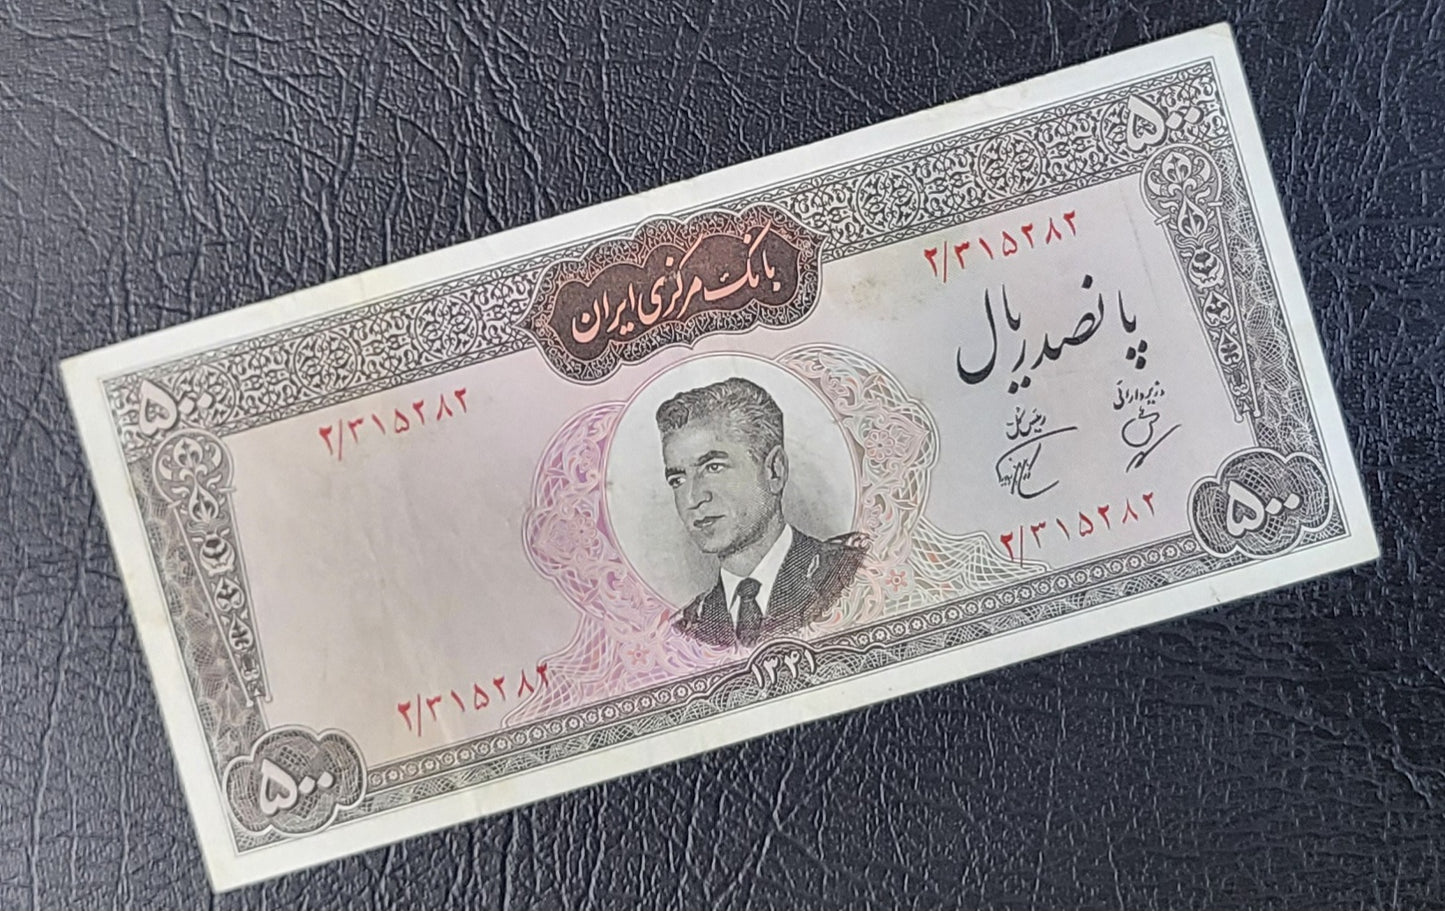 ۵۰۰
بانک مرکزی ایران
۵۰۰
۲/۳۱۵۲۸۲
۲/۳۱۵۲۸۲
پانصد ریال
وزیر دارائی
رئیس کل
۲/۳۱۵۲۸۲
۲/۳۱۵۲۸۲
۵۰۰
۱۳۴۱
۵۰۰